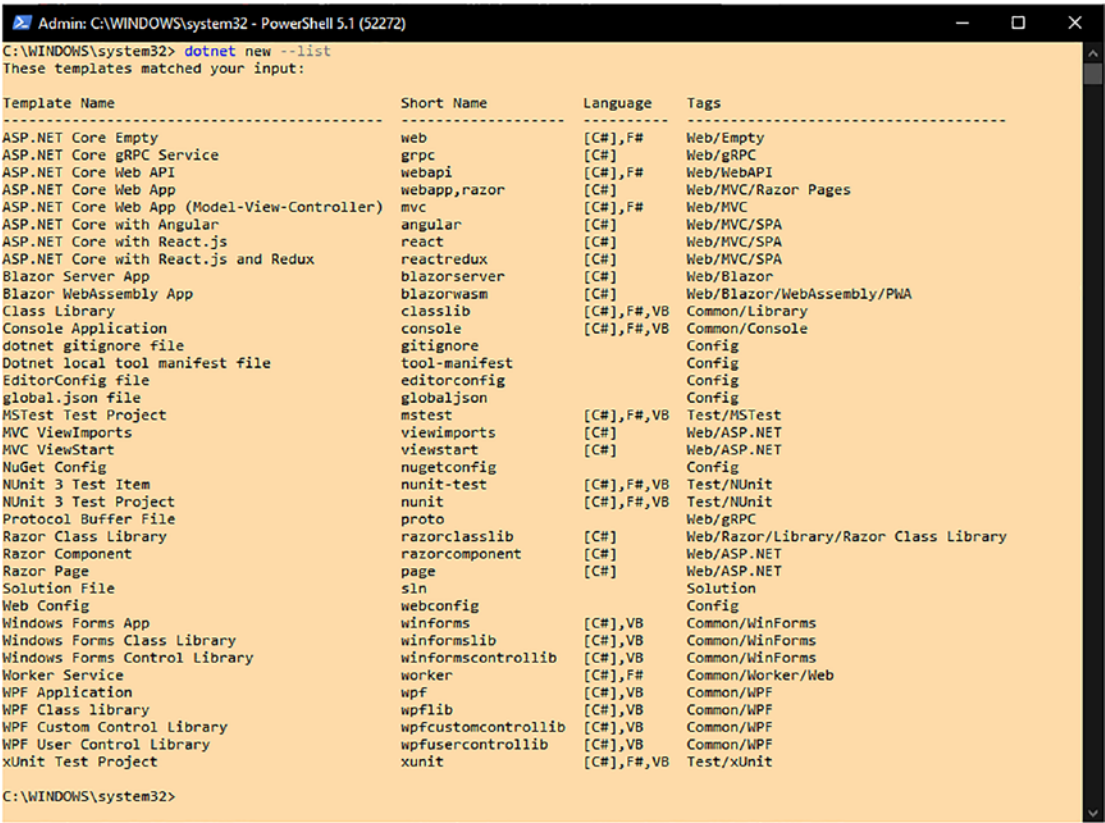 Admin: C:\WINDOWS\system32 - PowerShell 5.1 (52272)
C:\WINDOWS\system32> dotnet new --list
These templates matched your input:
Template Name Short Name Language Tags
-------------------------------------------- ------------------- ---------- -------------------------------------
ASP.NET Core Empty web [C#],F# Web/Empty
ASP.NET Core gRPC Service grpc [C#] Web/gRPC
ASP.NET Core Web API webapi [C#],F# Web/WebAPI
ASP.NET Core Web App webapp,razor [C#] Web/MVC/Razor Pages
ASP.NET Core Web App (Model-View-Controller) mvc [C#],F# Web/MVC
ASP.NET Core with Angular angular [C#] Web/MVC/SPA
ASP.NET Core with React.js react [C#] Web/MVC/SPA
ASP.NET Core with React.js and Redux reactredux [C#] Web/MVC/SPA
Blazor Server App blazorserver [C#] Web/Blazor
Blazor WebAssembly App blazorwasm [C#] Web/Blazor/WebAssembly/PWA
Class Library classlib [C#],F#,VB Common/Library
Console Application console [C#],F#,VB Common/Console
dotnet gitignore file gitignore Config
Dotnet local tool manifest file tool-manifest Config
EditorConfig file editorconfig Config
global.json file globaljson Config
MSTest Test Project mstest [C#],F#,VB Test/MSTest
MVC ViewImports viewimports [C#] Web/ASP.NET
MVC ViewStart viewstart [C#] Web/ASP.NET
NuGet Config nugetconfig Config
NUnit 3 Test Item nunit-test [C#],F#,VB Test/NUnit
NUnit 3 Test Project nunit [C#],F#,VB Test/NUnit
Protocol Buffer File proto Web/gRPC
Razor Class Library razorclasslib [C#] Web/Razor/Library/Razor Class Library
Razor Component razorcomponent [C#] Web/ASP.NET
Razor Page page [C#] Web/ASP.NET
Solution File sln Solution
Web Config webconfig Config
Windows Forms App winforms [C#],VB Common/WinForms
Windows Forms Class Library winformslib [C#],VB Common/WinForms
Windows Forms Control Library winformscontrollib [C#],VB Common/WinForms
Worker Service worker [C#],F# Common/Worker/Web
WPF Application wpf [C#],VB Common/WPF
WPF Class library wpflib [C#],VB Common/WPF
WPF Custom Control Library wpfcustomcontrollib [C#],VB Common/WPF
WPF User Control Library wpfusercontrollib [C#],VB Common/WPF
xUnit Test Project xunit [C#],F#,VB Test/xUnit
C:\WINDOWS\system32>